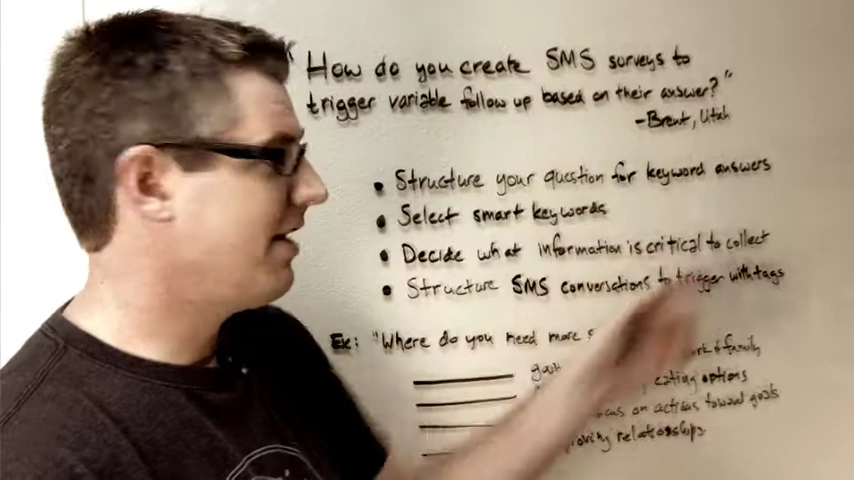 "How do you create SMS surveys to
trigger variable follow up based on their answer?"
-Brent, Utah
• Structure your question for keyword answers
• Select smart keywords
• Decide what information is critical to collect
• Structure SMS conversations to trigger with tags
Ex: "Where do you need more
& family
eating options
on actions toward goals
relationships